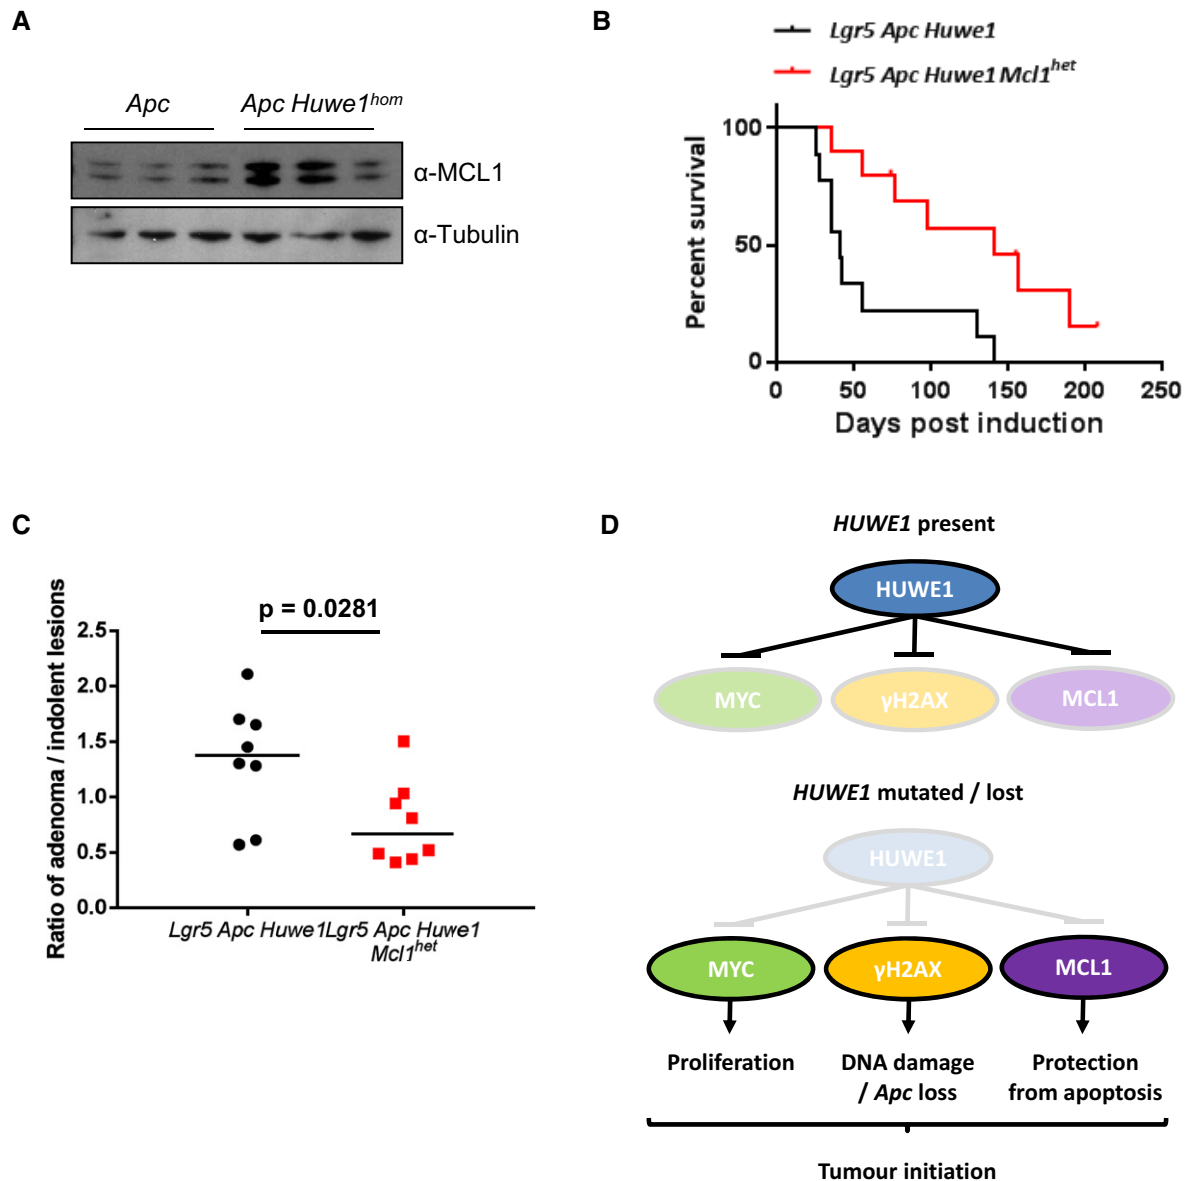 A
Apc
Apc Huwe1hom
α-MCL1
α-Tubulin
B
Lgr5 Apc Huwe1
Lgr5 Apc Huwe1 Mcl1het
Percent survival
100
50
0
0 50 100 150 200 250
Days post induction
C
p = 0.0281
Ratio of adenoma / indolent lesions
2.5
2.0
1.5
1.0
0.5
0.0
Lgr5 Apc Huwe1
Lgr5 Apc Huwe1
Mcl1het
D
HUWE1 present
HUWE1
MYC
γH2AX
MCL1
HUWE1 mutated / lost
HUWE1
MYC
γH2AX
MCL1
Proliferation
DNA damage
/ Apc loss
Protection
from apoptosis
Tumour initiation